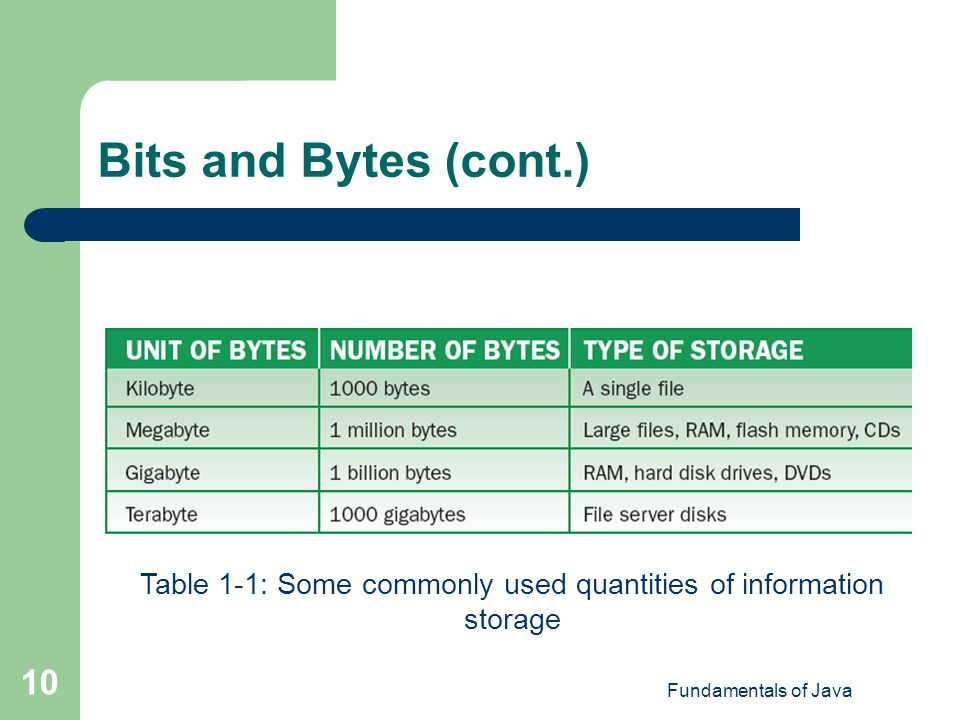 Bits and Bytes (cont.)
UNIT OF BYTES NUMBER OF BYTES TYPE OF STORAGE
Kilobyte 1000 bytes A single file
Megabyte 1 million bytes Large files, RAM, flash memory, CDs
Gigabyte 1 billion bytes RAM, hard disk drives, DVDs
Terabyte 1000 gigabytes File server disks
Table 1-1: Some commonly used quantities of information
storage
10
Fundamentals of Java